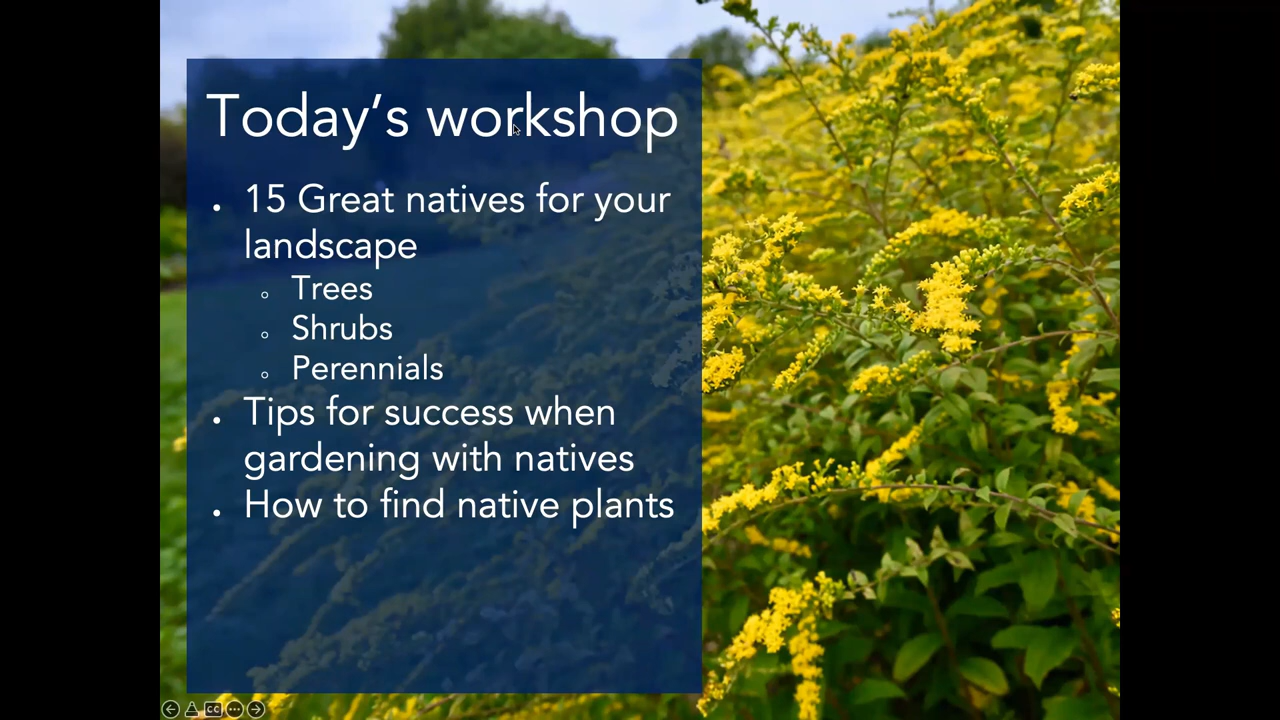 Today's workshop
• 15 Great natives for your
landscape
○ Trees
○ Shrubs
○ Perennials
• Tips for success when
gardening with natives
• How to find native plants
CC